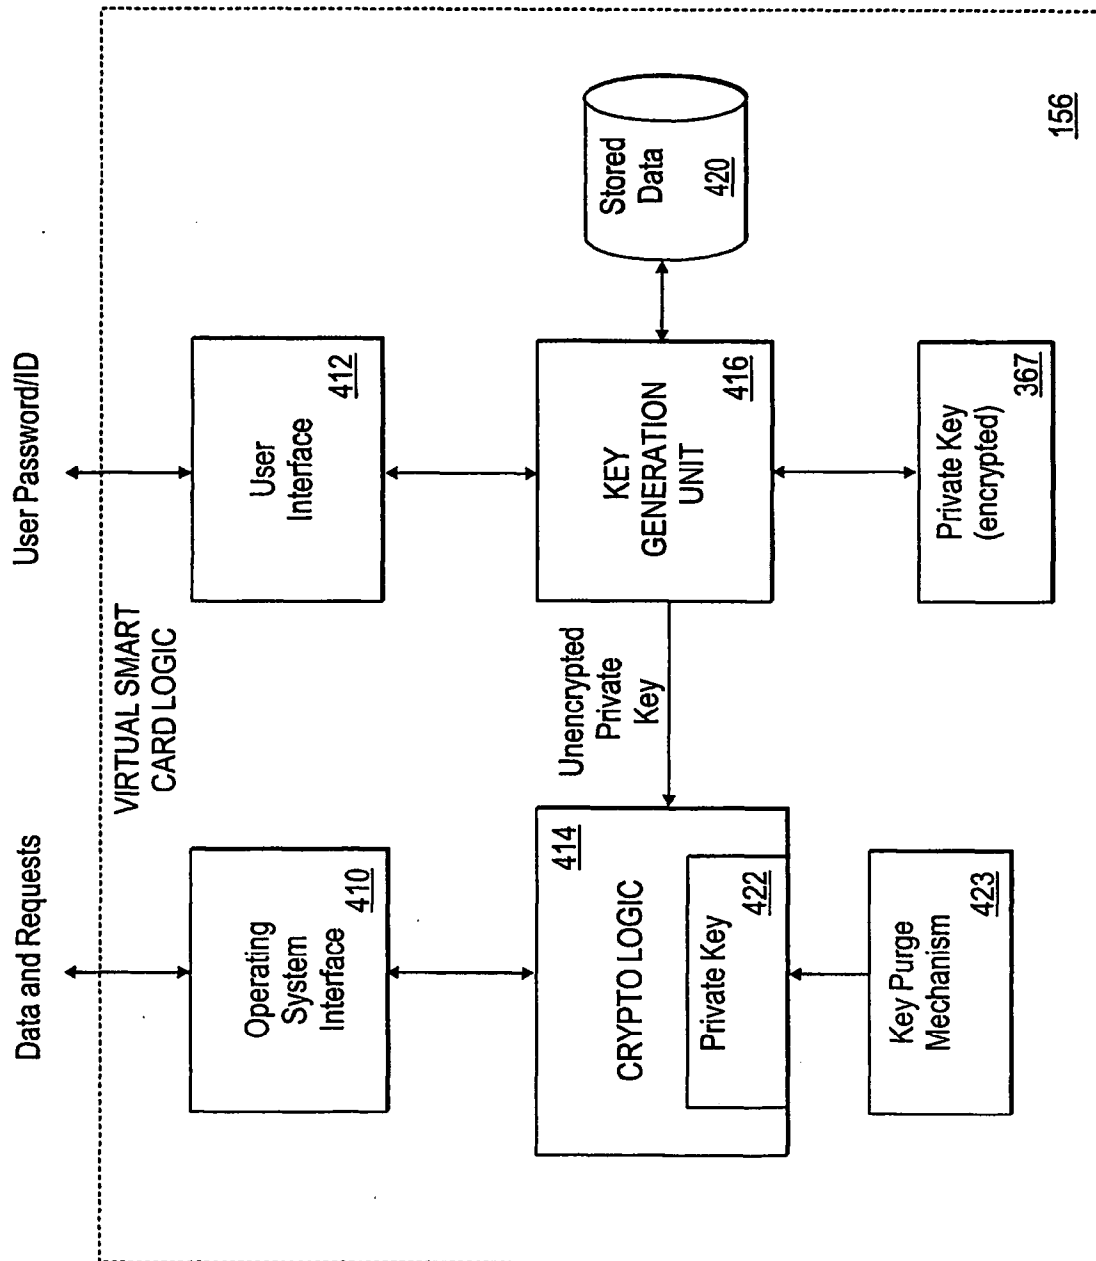 Data and Requests
User Password/ID
VIRTUAL SMART
CARD LOGIC
Operating
System
Interface
410
User
Interface
412
CRYPTO LOGIC
414
Private Key
422
Unencrypted
Private
Key
KEY
GENERATION
UNIT
416
Stored
Data
420
Key Purge
Mechanism
423
Private Key
(encrypted)
367
156